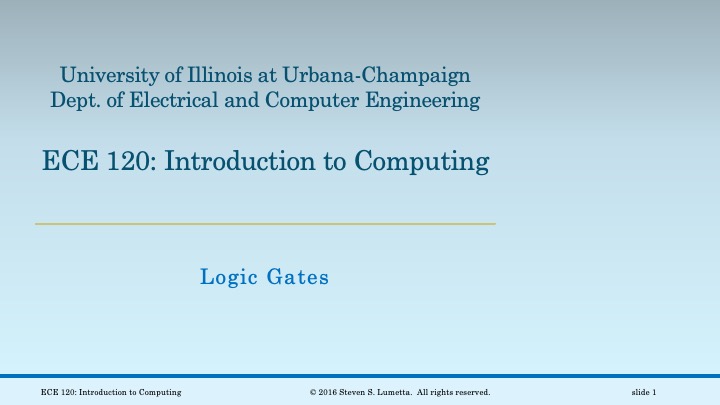 University of Illinois at Urbana-Champaign
Dept. of Electrical and Computer Engineering
ECE 120: Introduction to Computing
Logic Gates
ECE 120: Introduction to Computing
© 2016 Steven S. Lumetta. All rights reserved.
slide 1